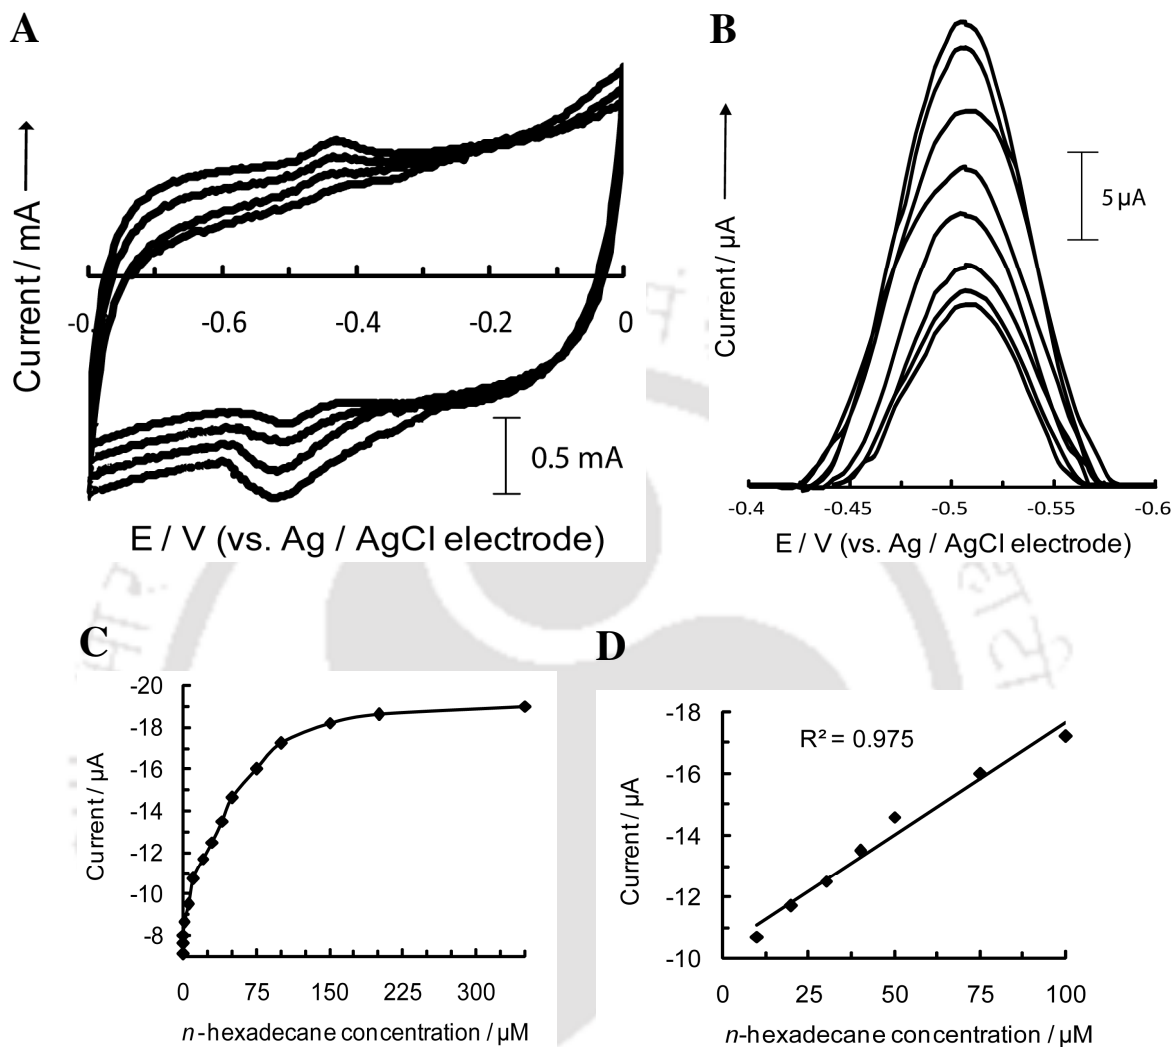 A
Current / mA
-0.
-0.6
-0.4
-0.2
0
0.5 mA
E / V (vs. Ag / AgCl electrode)
B
Current / µA
5 µA
-0.4
-0.45
-0.5
-0.55
-0.6
E / V (vs. Ag / AgCl electrode)
C
Current / µA
-20
-18
-16
-14
-12
-10
-8
0
75
150
225
300
n-hexadecane concentration / µM
D
Current / µA
-18
-16
-14
-12
-10
R² = 0.975
0
25
50
75
100
n-hexadecane concentration / µM